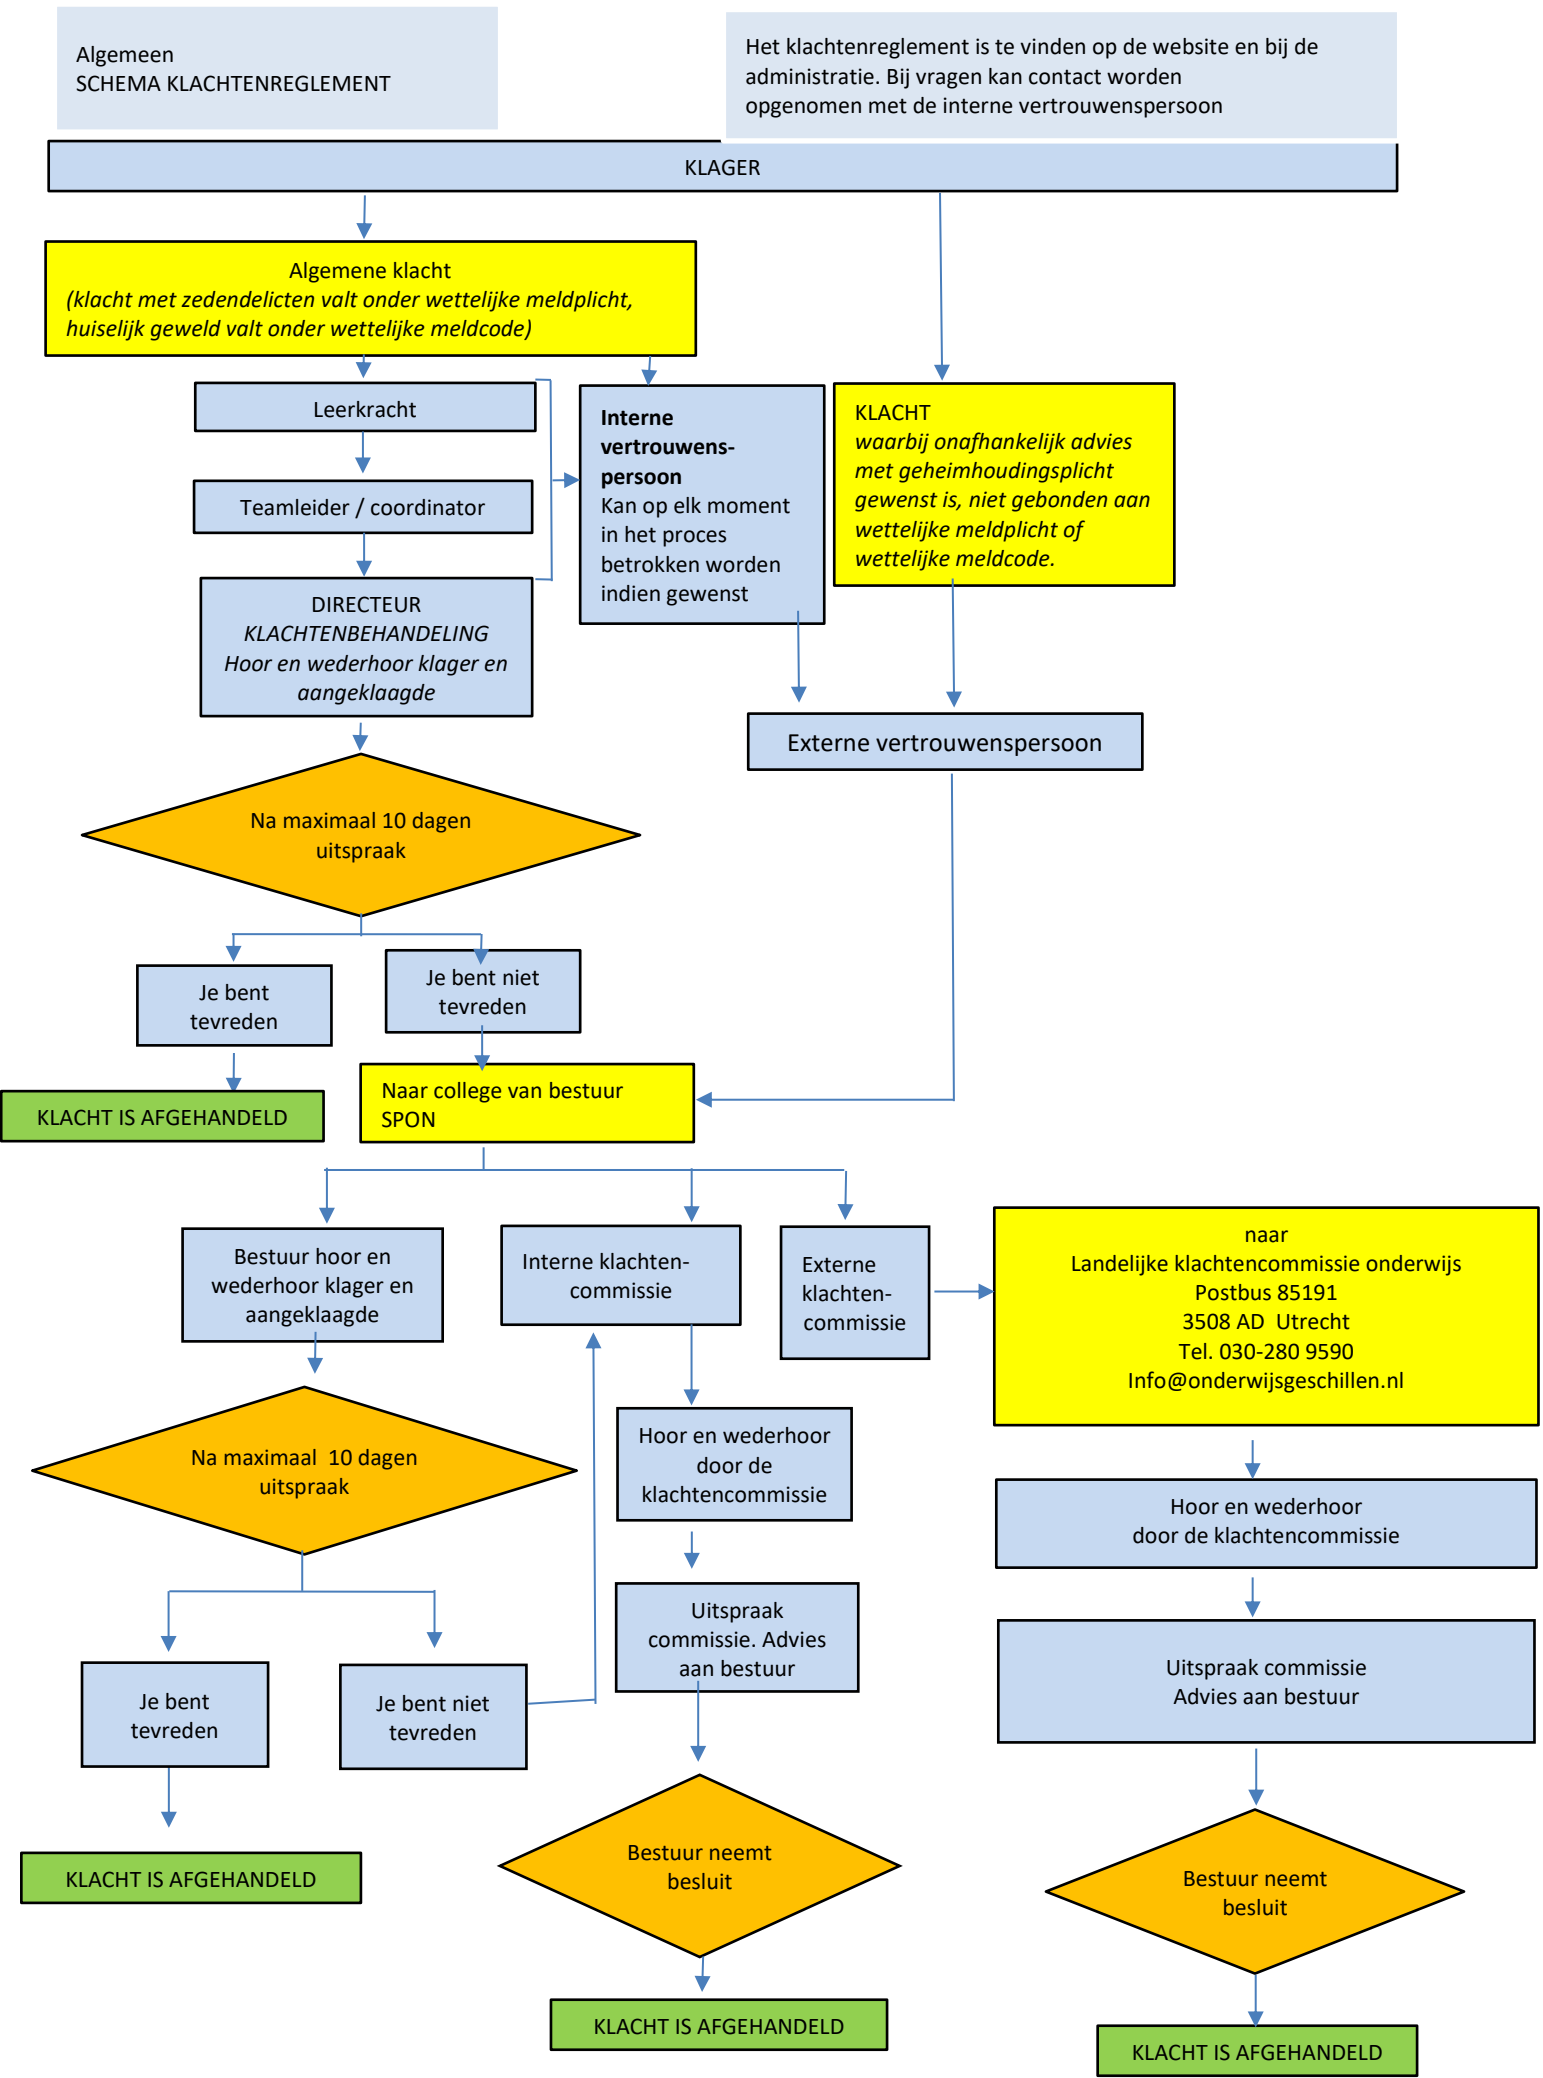 Algemeen
SCHEMA KLACHTENREGLEMENT
Het klachtenreglement is te vinden op de website en bij de
administratie. Bij vragen kan contact worden
opgenomen met de interne vertrouwenspersoon
KLAGER
Algemene klacht
(klacht met zedendelicten valt onder wettelijke meldplicht,
huiselijk geweld valt onder wettelijke meldcode)
Leerkracht
Teamleider / coordinator
DIRECTEUR
KLACHTENBEHANDELING
Hoor en wederhoor klager en
aangeklaagde
Interne
vertrouwens-
persoon
Kan op elk moment
in het proces
betrokken worden
indien gewenst
KLACHT
waarbij onafhankelijk advies
met geheimhoudingsplicht
gewenst is, niet gebonden aan
wettelijke meldplicht of
wettelijke meldcode.
Externe vertrouwenspersoon
Na maximaal 10 dagen
uitspraak
Je bent
tevreden
Je bent niet
tevreden
KLACHT IS AFGEHANDELD
Naar college van bestuur
SPON
Bestuur hoor en
wederhoor klager en
aangeklaagde
Interne klachten-
commissie
Externe
klachten-
commissie
naar
Landelijke klachtencommissie onderwijs
Postbus 85191
3508 AD  Utrecht
Tel. 030-280 9590
Info@onderwijsgeschillen.nl
Na maximaal  10 dagen
uitspraak
Hoor en wederhoor
door de
klachtencommissie
Hoor en wederhoor
door de klachtencommissie
Je bent
tevreden
Je bent niet
tevreden
Uitspraak
commissie. Advies
aan bestuur
Uitspraak commissie
Advies aan bestuur
KLACHT IS AFGEHANDELD
Bestuur neemt
besluit
Bestuur neemt
besluit
KLACHT IS AFGEHANDELD
KLACHT IS AFGEHANDELD